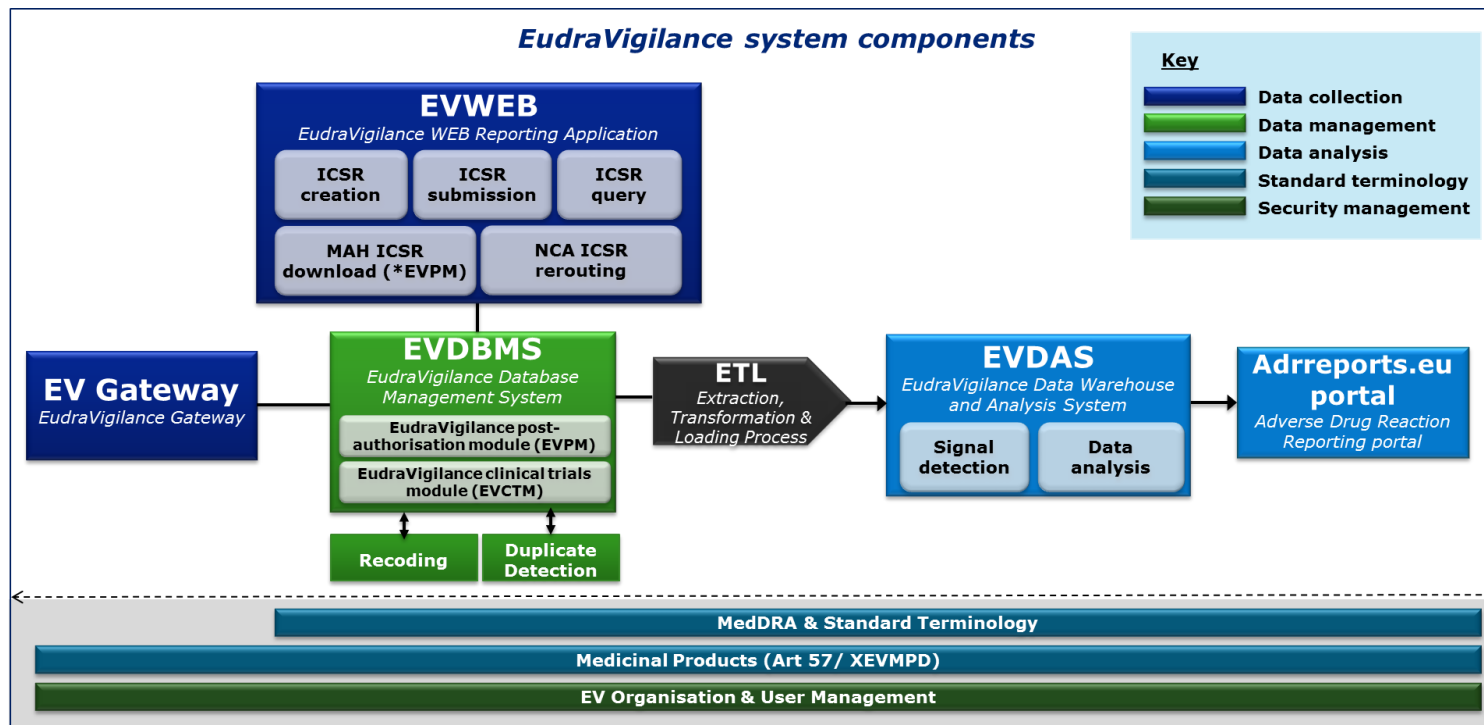 EudraVigilance system components
Key
Data collection
Data management
Data analysis
Standard terminology
Security management
EVWEB
EudraVigilance WEB Reporting Application
ICSR
creation
ICSR
submission
ICSR
query
MAH ICSR
download (*EVPM)
NCA ICSR
rerouting
EV Gateway
EudraVigilance Gateway
EVDBMS
EudraVigilance Database
Management System
EudraVigilance post-
authorisation module (EVPM)
EudraVigilance clinical trials
module (EVCTM)
Recoding
Duplicate
Detection
ETL
Extraction,
Transformation &
Loading Process
EVDAS
EudraVigilance Data Warehouse
and Analysis System
Signal
detection
Data
analysis
Adrreports.eu
portal
Adverse Drug Reaction
Reporting portal
MedDRA & Standard Terminology
Medicinal Products (Art 57/ XEVMPD)
EV Organisation & User Management